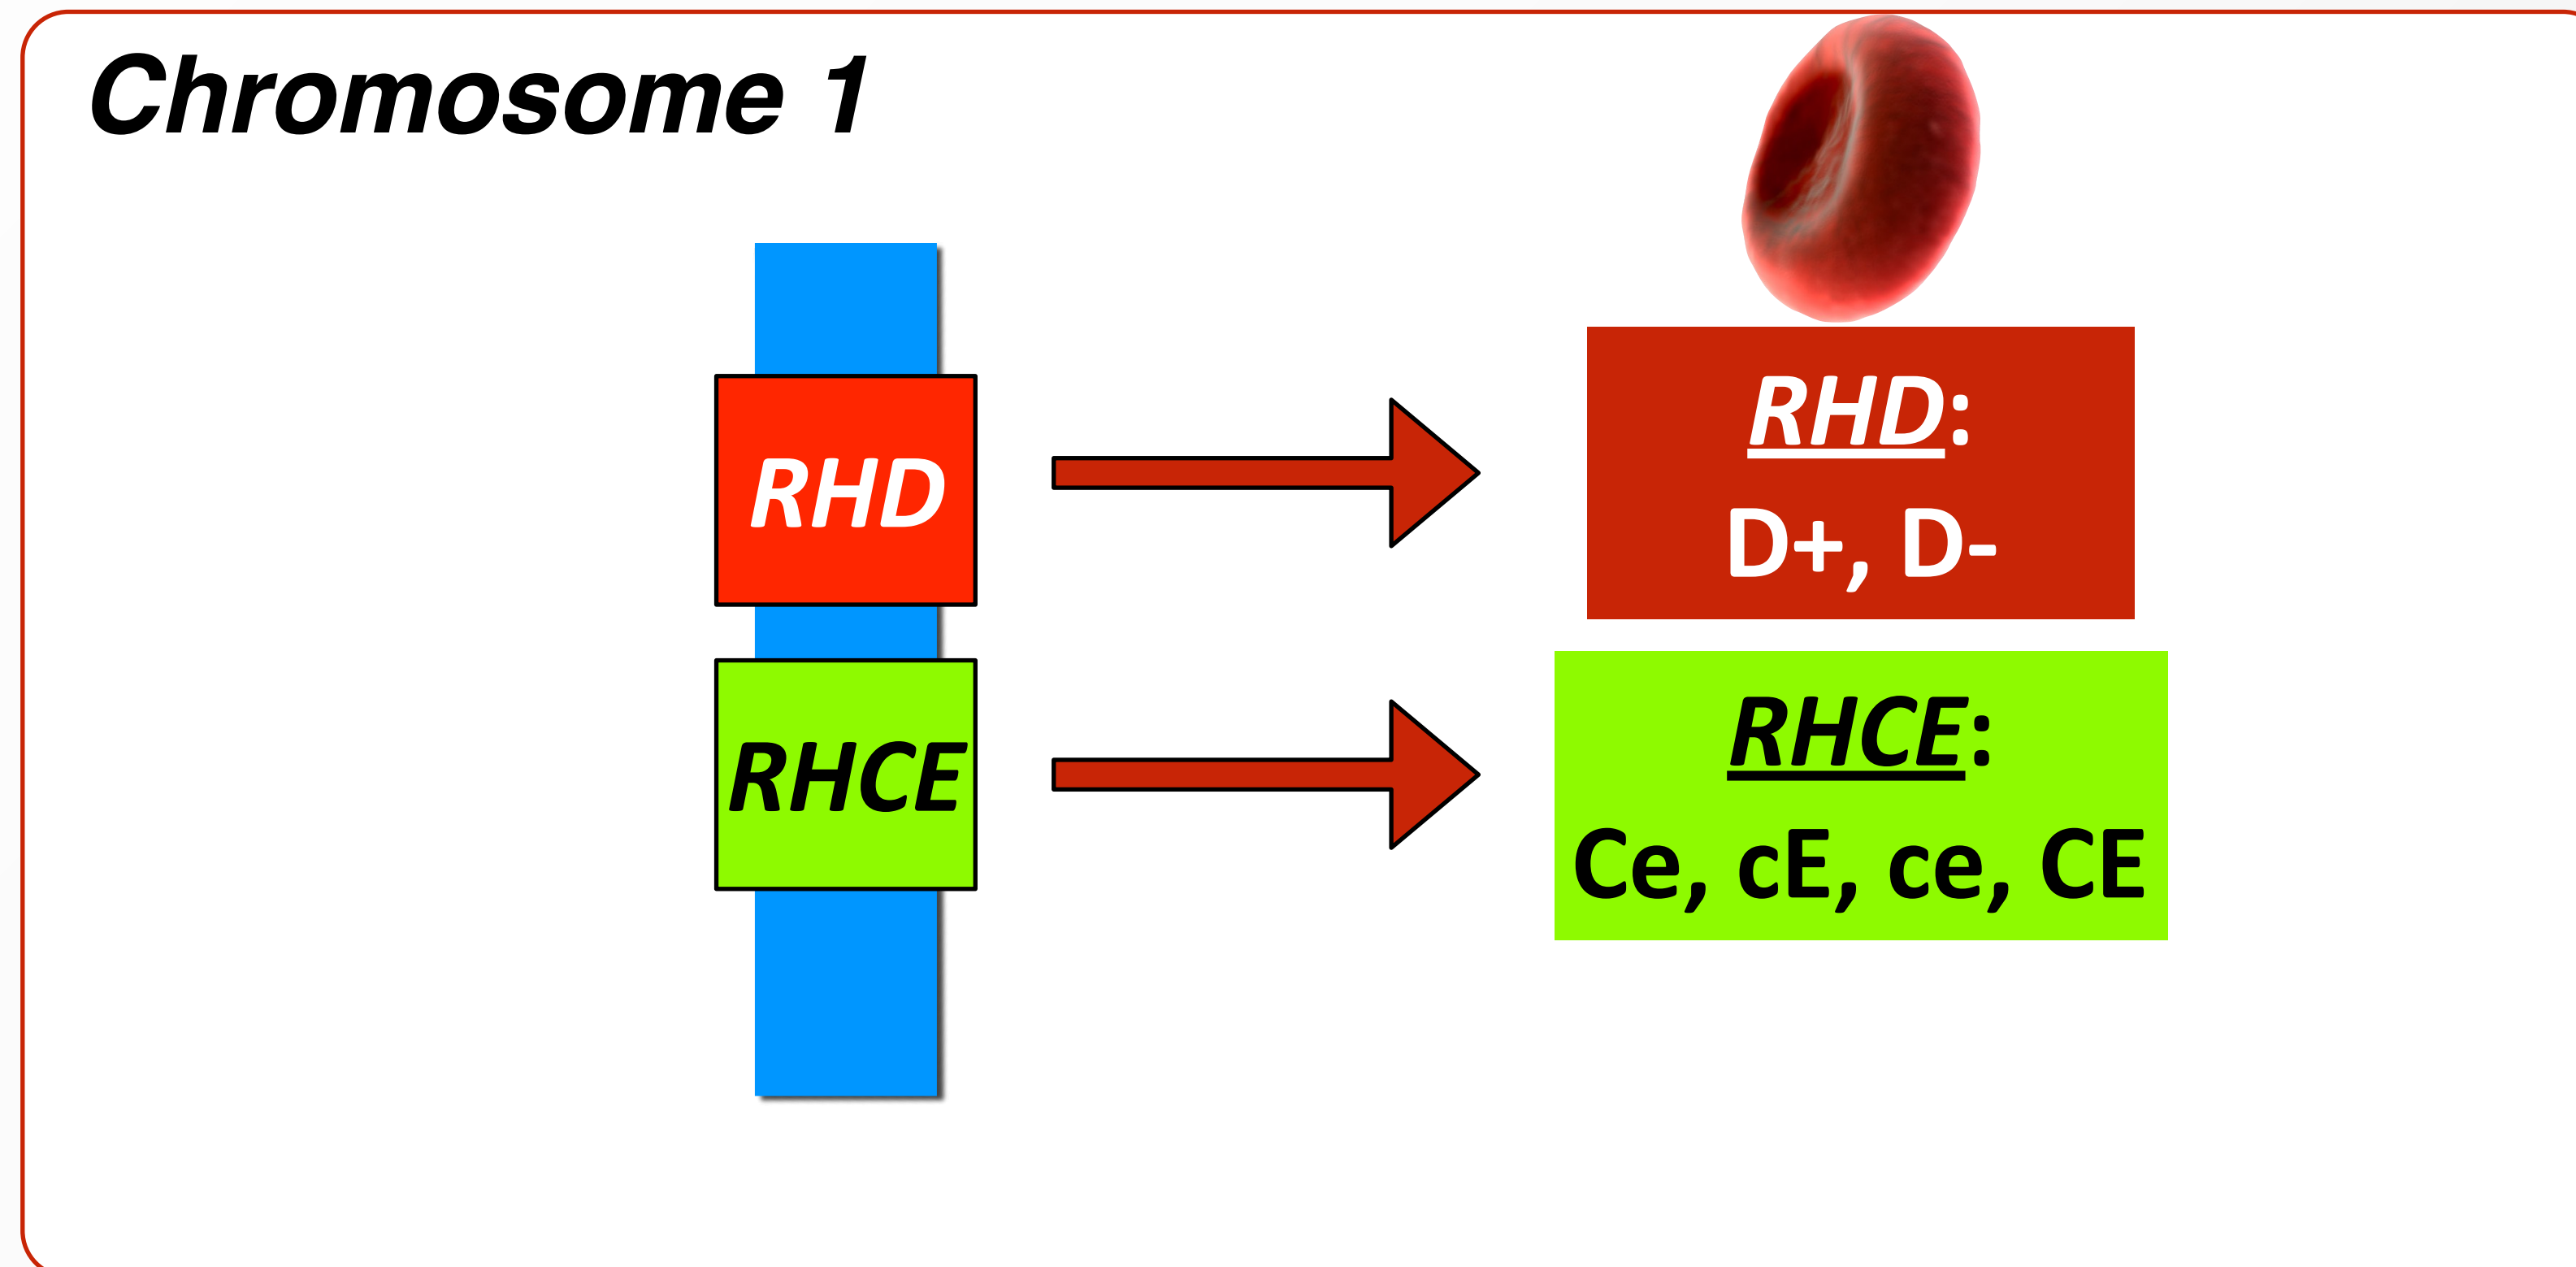 Chromosome 1
RHD
RHCE
RHD:
D+, D-
RHCE:
Ce, cE, ce, CE